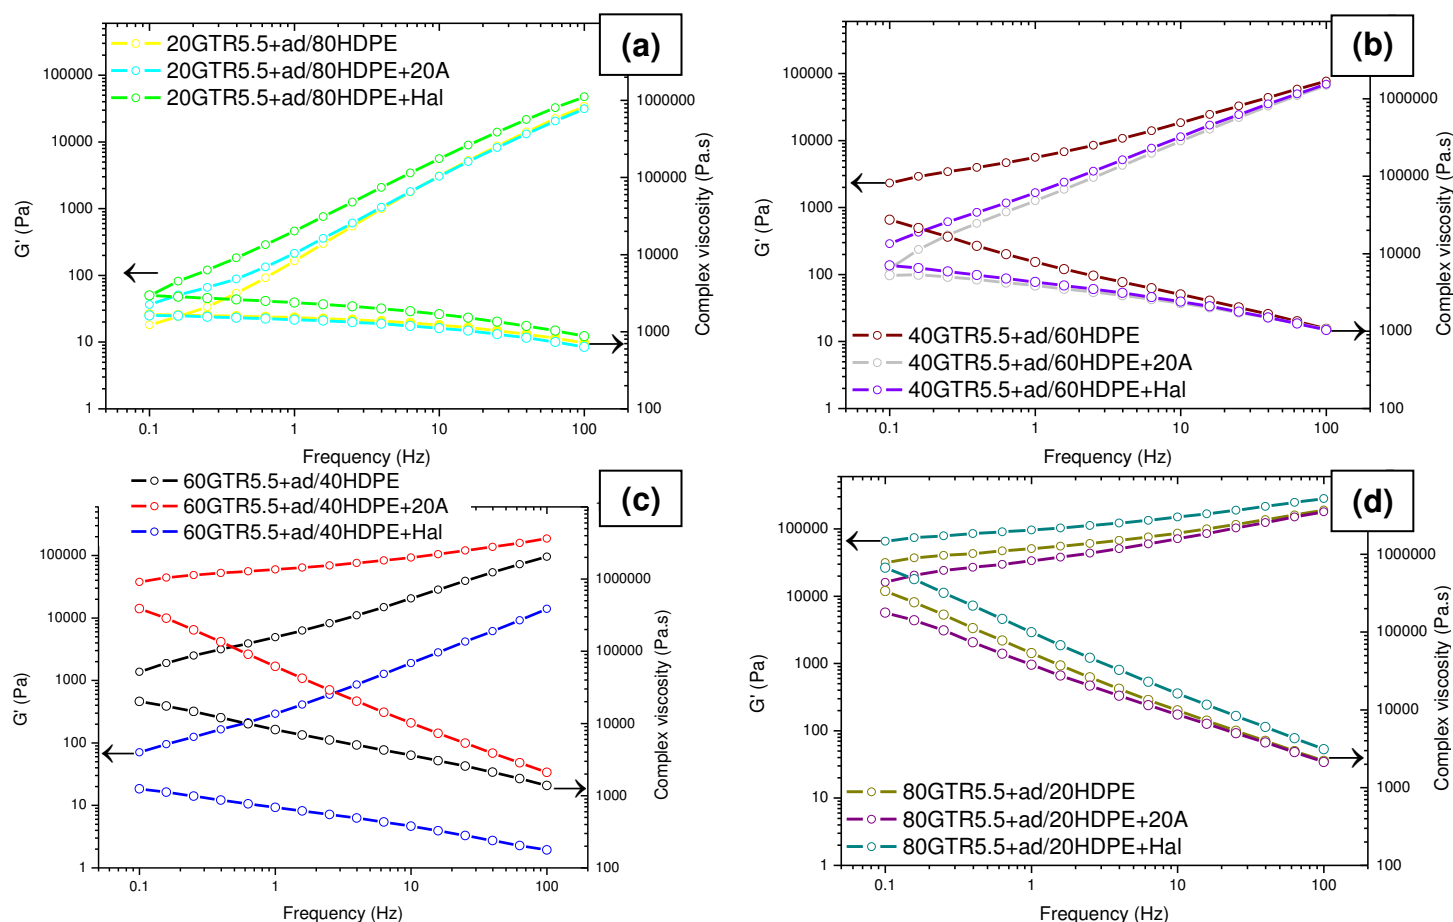 (a)
20GTR5.5+ad/80HDPE
20GTR5.5+ad/80HDPE+20A
20GTR5.5+ad/80HDPE+Hal
100000
10000
1000
100
10
1
G' (Pa)
1000000
100000
10000
1000
100
Complex viscosity (Pa.s)
0.1 1 10 100
Frequency (Hz)
(b)
100000
10000
1000
100
10
1
G' (Pa)
40GTR5.5+ad/60HDPE
40GTR5.5+ad/60HDPE+20A
40GTR5.5+ad/60HDPE+Hal
1000000
100000
10000
1000
100
Complex viscosity (Pa.s)
0.1 1 10 100
Frequency (Hz)
(c)
60GTR5.5+ad/40HDPE
60GTR5.5+ad/40HDPE+20A
60GTR5.5+ad/40HDPE+Hal
100000
10000
1000
100
10
1
G' (Pa)
1000000
100000
10000
1000
100
Complex viscosity (Pa.s)
0.1 1 10 100
Frequency (Hz)
(d)
100000
10000
1000
100
10
1
G' (Pa)
80GTR5.5+ad/20HDPE
80GTR5.5+ad/20HDPE+20A
80GTR5.5+ad/20HDPE+Hal
1000000
100000
10000
1000
100
Complex viscosity (Pa.s)
0.1 1 10 100
Frequency (Hz)